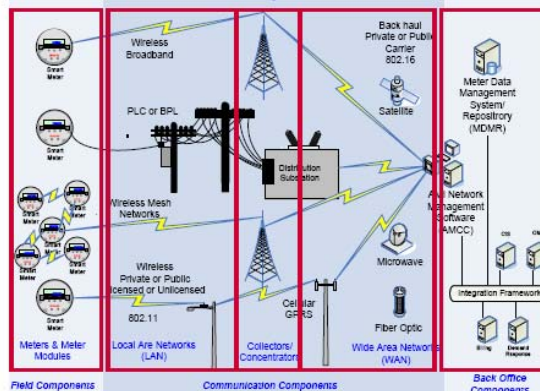 Smart
Meter
Wireless
Broadband
Back haul
Private or Public
Carrier
802.16
Satellite
Meter Data
Management
System/
Repository
(MDMR)
Smart
Meter
PLC or BPL
Distribution
Substation
Smart
Meter
Smart
Meter
Smart
Meter
Smart
Meter
Smart
Meter
Wireless Mesh
Networks
AMI Network
Management
Software
(AMCC)
CIS
Microwave
Wireless
Private or Public
Licensed or Unlicensed
802.11
Smart
Meter
Cellular
GPRS
Fiber Optic
Integration Framework
Billing
Demand
Response
Meters & Meter
Modules
Local Are Networks
(LAN)
Collectors/
Concentrators
Wide Area Networks
(WAN)
Field Components
Communication Components
Back Office
Components